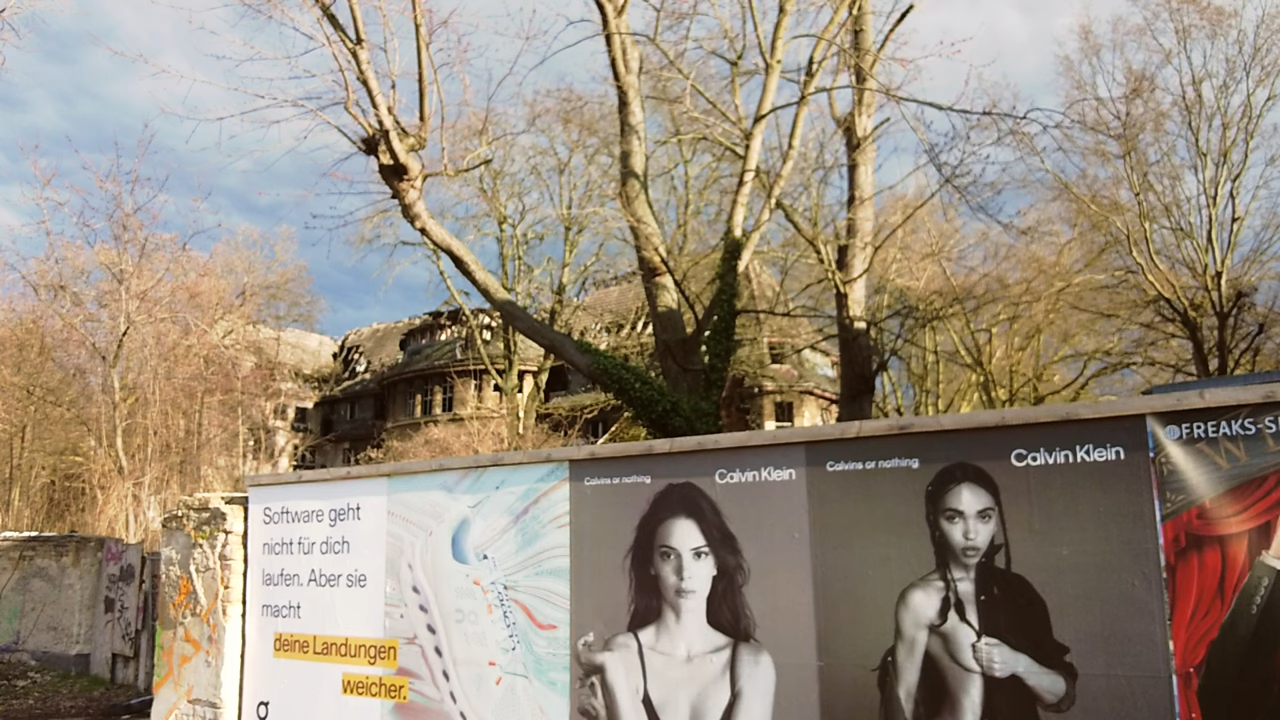 Software geht
nicht für dich
laufen. Aber sie
macht
deine Landungen
weicher.
Calvins or nothing
Calvin Klein
Calvins or nothing
Calvin Klein
FREAKS-S